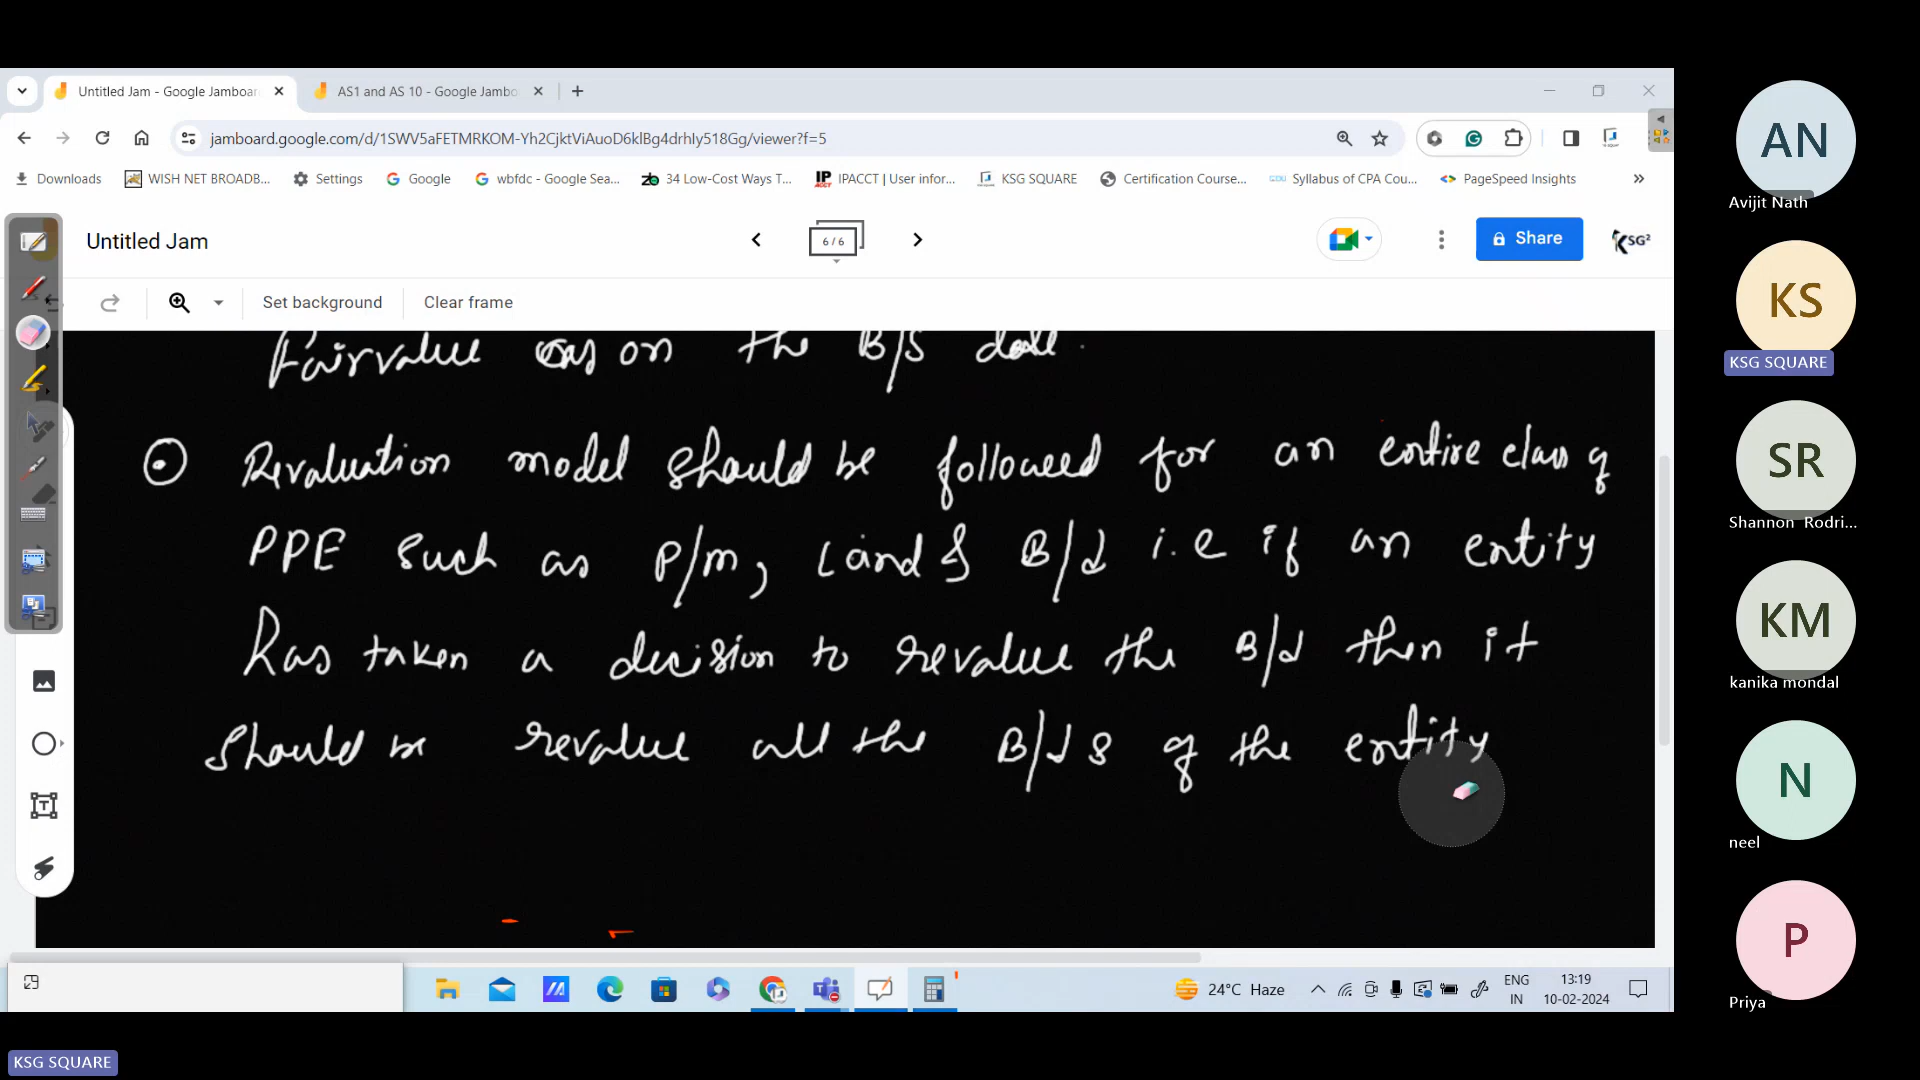 Untitled Jam - Google Jamboar
AS1 and AS 10 - Google Jambo
jamboard.google.com/d/1SWV5aFETMRKOM-Yh2CjktViAuoD6klBg4drhIy518Gg/viewer?f=5
Downloads
WISH NET BROADB...
Settings
Google
wbfdc - Google Sea...
34 Low-Cost Ways T...
IPACCT | User infor...
KSG SQUARE
Certification Course...
Syllabus of CPA Cou...
PageSpeed Insights
Untitled Jam
6 / 6
Share
KSG²
Set background
Clear frame
Fairvalue as on the B/S date.
Revaluation model should be followed for an entire class of
PPE such as P/m, Land & B/d i.e if an entity
has taken a decision to revalue the B/d then it
should be revalue all the B/d s of the entity
24°C Haze
ENG
IN
13:19
10-02-2024
AN
Avijit Nath
KS
KSG SQUARE
SR
Shannon Rodri...
KM
kanika mondal
N
neel
P
Priya
KSG SQUARE